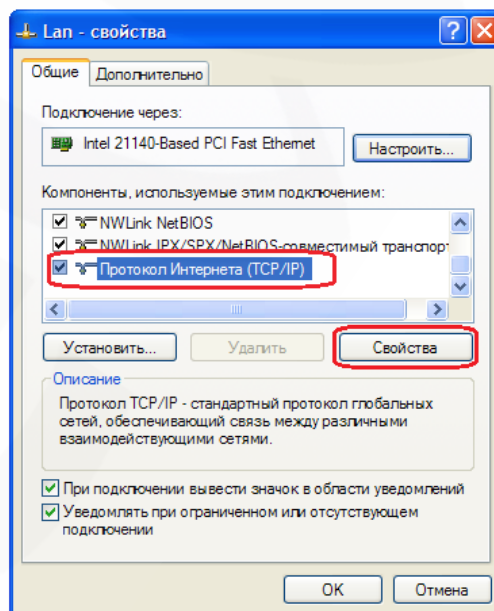 Lan - свойства
Общие
Дополнительно
Подключение через:
Intel 21140-Based PCI Fast Ethernet
Настроить...
Компоненты, используемые этим подключением:
NWLink NetBIOS
NWLink IPX/SPX/NetBIOS-совместимый транспорт
Протокол Интернета (TCP/IP)
Установить...
Удалить
Свойства
Описание
Протокол TCP/IP - стандартный протокол глобальных
сетей, обеспечивающий связь между различными
взаимодействующими сетями.
При подключении вывести значок в области уведомлений
Уведомлять при ограниченном или отсутствующем
подключении
OK
Отмена